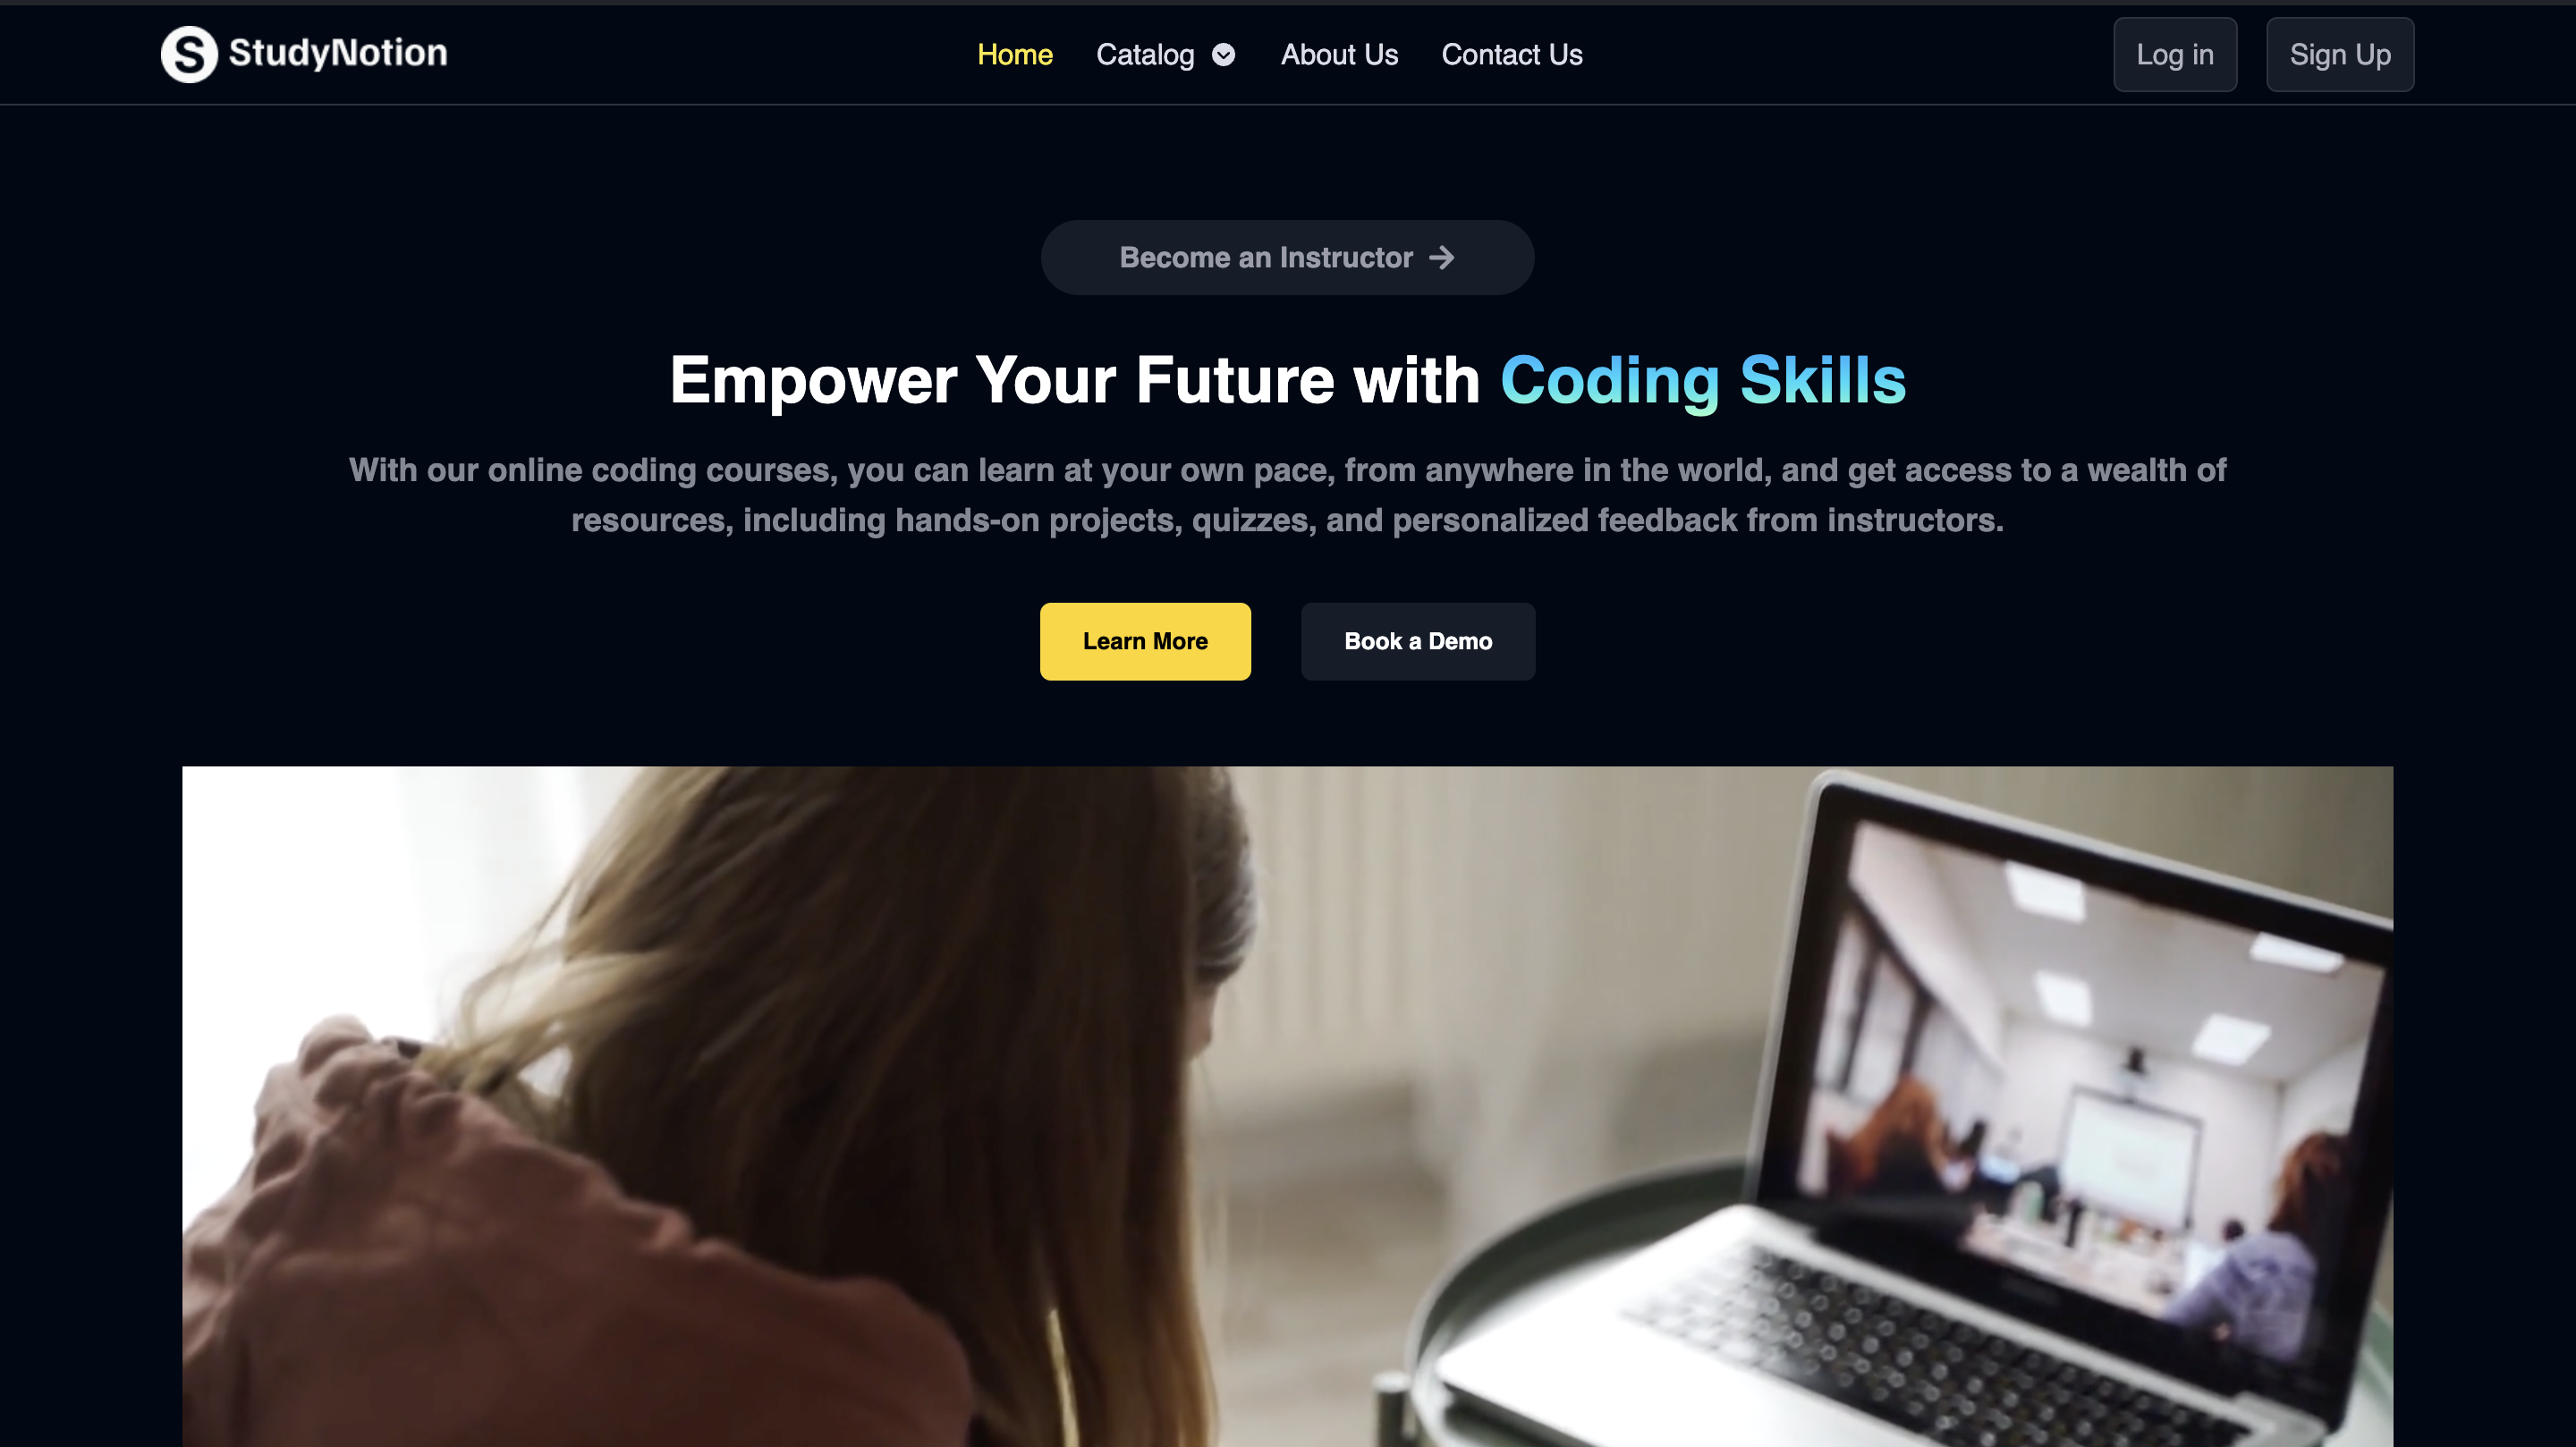 StudyNotion
Home Catalog About Us Contact Us
Log in Sign Up
Become an Instructor →
Empower Your Future with Coding Skills
With our online coding courses, you can learn at your own pace, from anywhere in the world, and get access to a wealth of
resources, including hands-on projects, quizzes, and personalized feedback from instructors.
Learn More Book a Demo